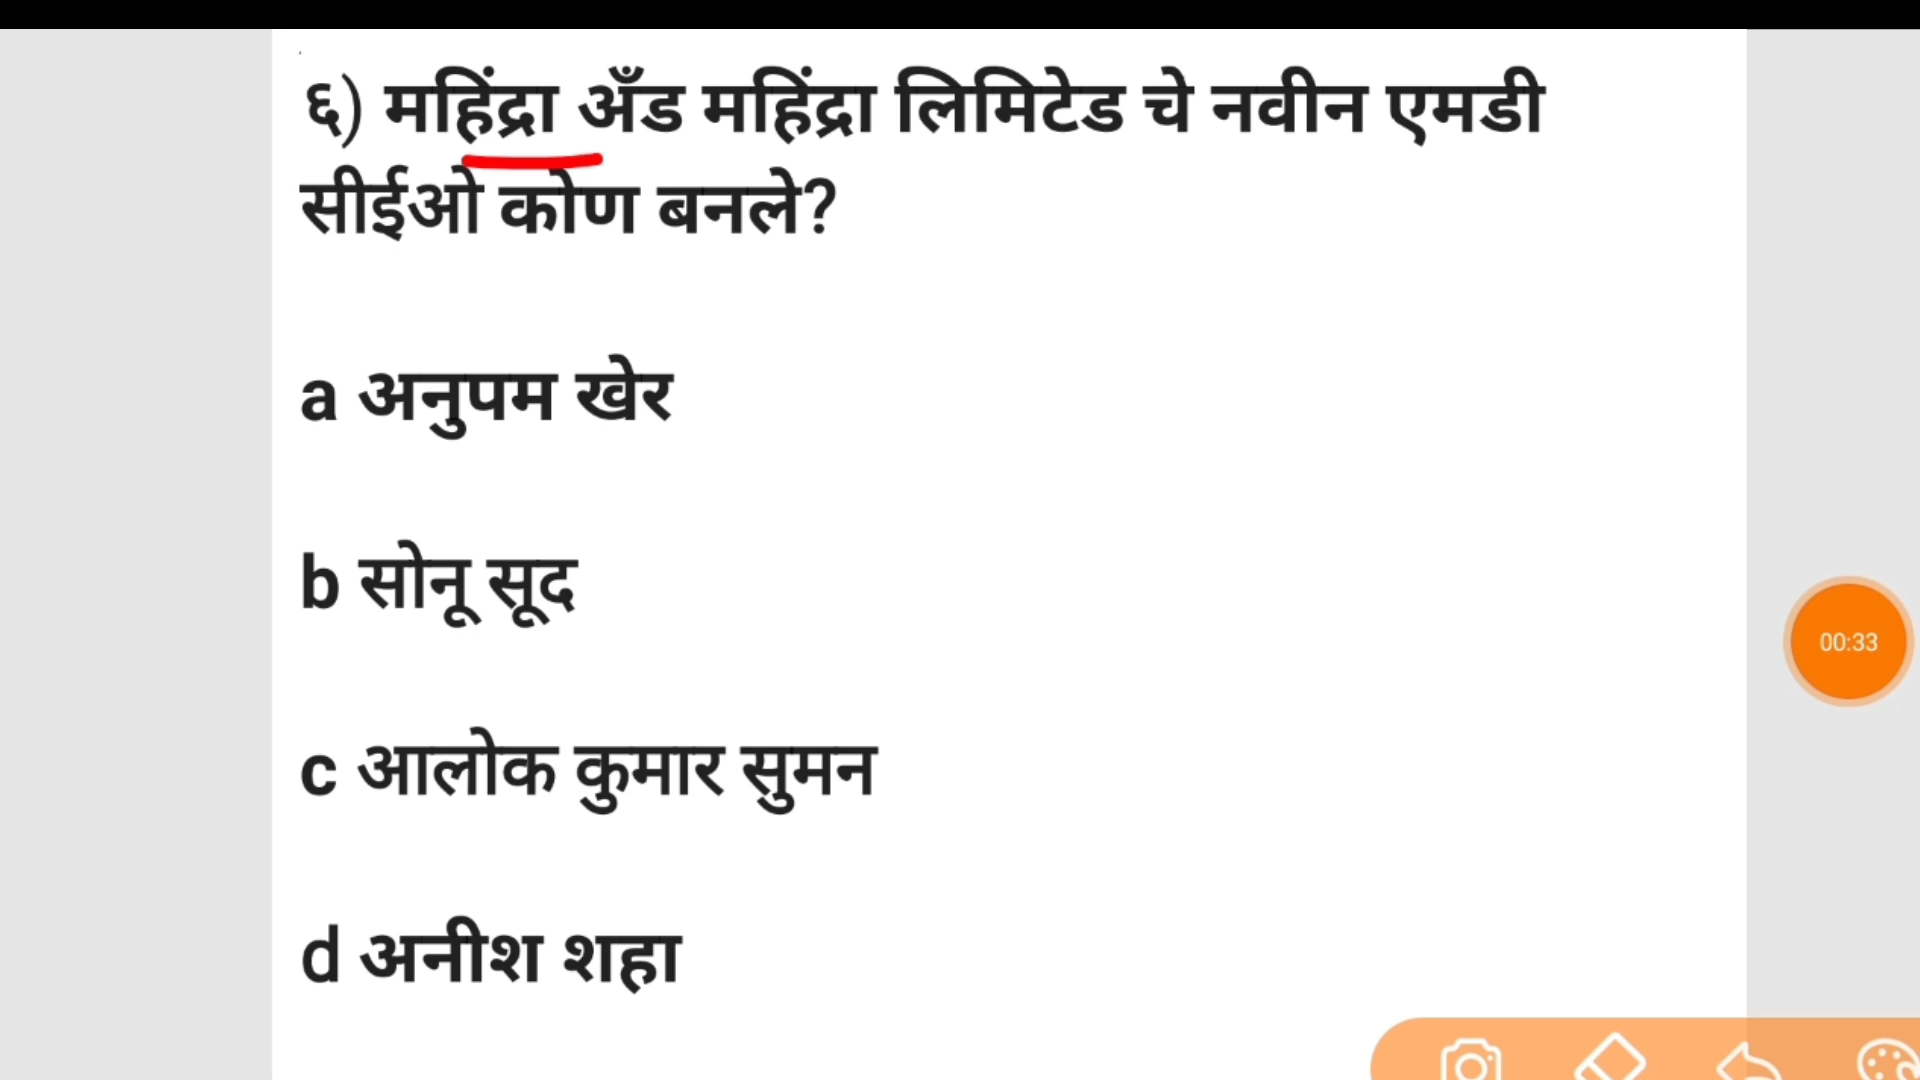 ६) महिंद्रा अँड महिंद्रा लिमिटेड चे नवीन एमडी
सीईओ कोण बनले?
a अनुपम खेर
b सोनू सूद
00:33
c आलोक कुमार सुमन
d अनीश शहा